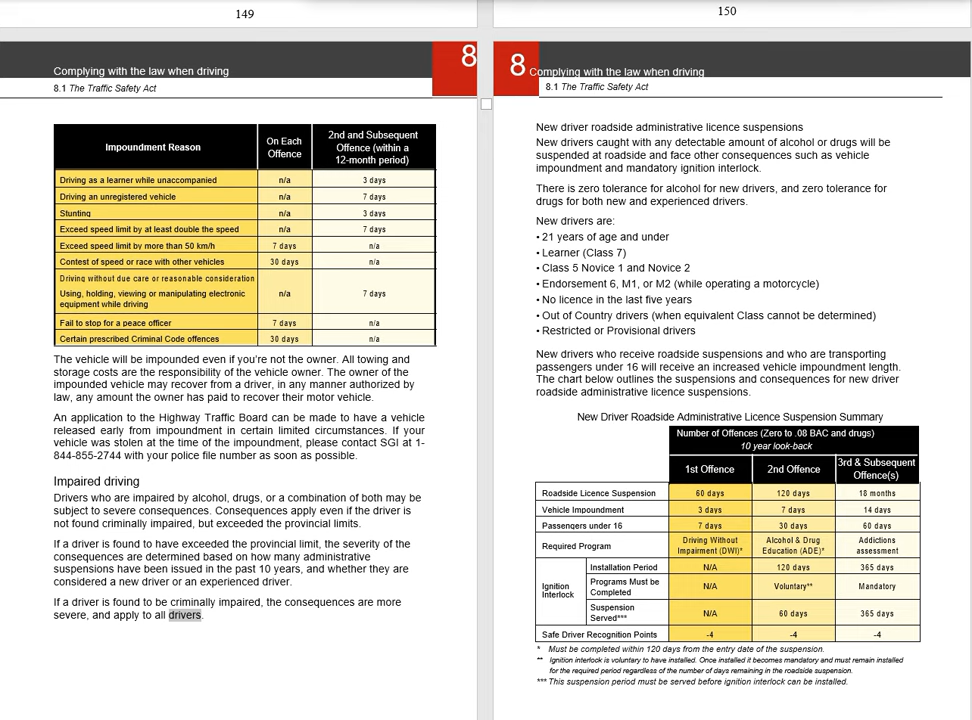 149
8
Complying with the law when driving
8.1 The Traffic Safety Act
Impoundment Reason
On Each
Offence
2nd and Subsequent
Offence (within a
12-month period)
Driving as a learner while unaccompanied n/a 3 days
Driving an unregistered vehicle n/a 7 days
Stunting n/a 3 days
Exceed speed limit by at least double the speed n/a 7 days
Exceed speed limit by more than 50 km/h 7 days n/a
Contest of speed or race with other vehicles 30 days n/a
Driving without due care or reasonable consideration
Using, holding, viewing or manipulating electronic
equipment while driving
n/a 7 days
Fail to stop for a peace officer 7 days n/a
Certain prescribed Criminal Code offences 30 days n/a
The vehicle will be impounded even if you're not the owner. All towing and
storage costs are the responsibility of the vehicle owner. The owner of the
impounded vehicle may recover from a driver, in any manner authorized by
law, any amount the owner has paid to recover their motor vehicle.
An application to the Highway Traffic Board can be made to have a vehicle
released early from impoundment in certain limited circumstances. If your
vehicle was stolen at the time of the impoundment, please contact SGI at 1-
844-855-2744 with your police file number as soon as possible.
Impaired driving
Drivers who are impaired by alcohol, drugs, or a combination of both may be
subject to severe consequences. Consequences apply even if the driver is
not found criminally impaired, but exceeded the provincial limits.
If a driver is found to have exceeded the provincial limit, the severity of the
consequences are determined based on how many administrative
suspensions have been issued in the past 10 years, and whether they are
considered a new driver or an experienced driver.
If a driver is found to be criminally impaired, the consequences are more
severe, and apply to all drivers.
150
8 Complying with the law when driving
8.1 The Traffic Safety Act
New driver roadside administrative licence suspensions
New drivers caught with any detectable amount of alcohol or drugs will be
suspended at roadside and face other consequences such as vehicle
impoundment and mandatory ignition interlock.
There is zero tolerance for alcohol for new drivers, and zero tolerance for
drugs for both new and experienced drivers.
New drivers are:
• 21 years of age and under
• Learner (Class 7)
• Class 5 Novice 1 and Novice 2
• Endorsement 6, M1, or M2 (while operating a motorcycle)
• No licence in the last five years
• Out of Country drivers (when equivalent Class cannot be determined)
• Restricted or Provisional drivers
New drivers who receive roadside suspensions and who are transporting
passengers under 16 will receive an increased vehicle impoundment length.
The chart below outlines the suspensions and consequences for new driver
roadside administrative licence suspensions.
New Driver Roadside Administrative Licence Suspension Summary
Number of Offences (Zero to .08 BAC and drugs)
10 year look-back
1st Offence
2nd Offence
3rd & Subsequent
Offence(s)
Roadside Licence Suspension 60 days 120 days 18 months
Vehicle Impoundment 3 days 7 days 14 days
Passengers under 16 7 days 30 days 60 days
Required Program
Driving Without
Impairment (DWI)*
Alcohol & Drug
Education (ADE)*
Addictions
assessment
Ignition
Interlock
Installation Period N/A 120 days 365 days
Programs Must be
Completed
N/A Voluntary** Mandatory
Suspension
Served***
N/A 60 days 365 days
Safe Driver Recognition Points -4 -4 -4
* Must be completed within 120 days from the entry date of the suspension.
** Ignition interlock is voluntary to have installed. Once installed it becomes mandatory and must remain installed
for the required period regardless of the number of days remaining in the roadside suspension.
*** This suspension period must be served before ignition interlock can be installed.